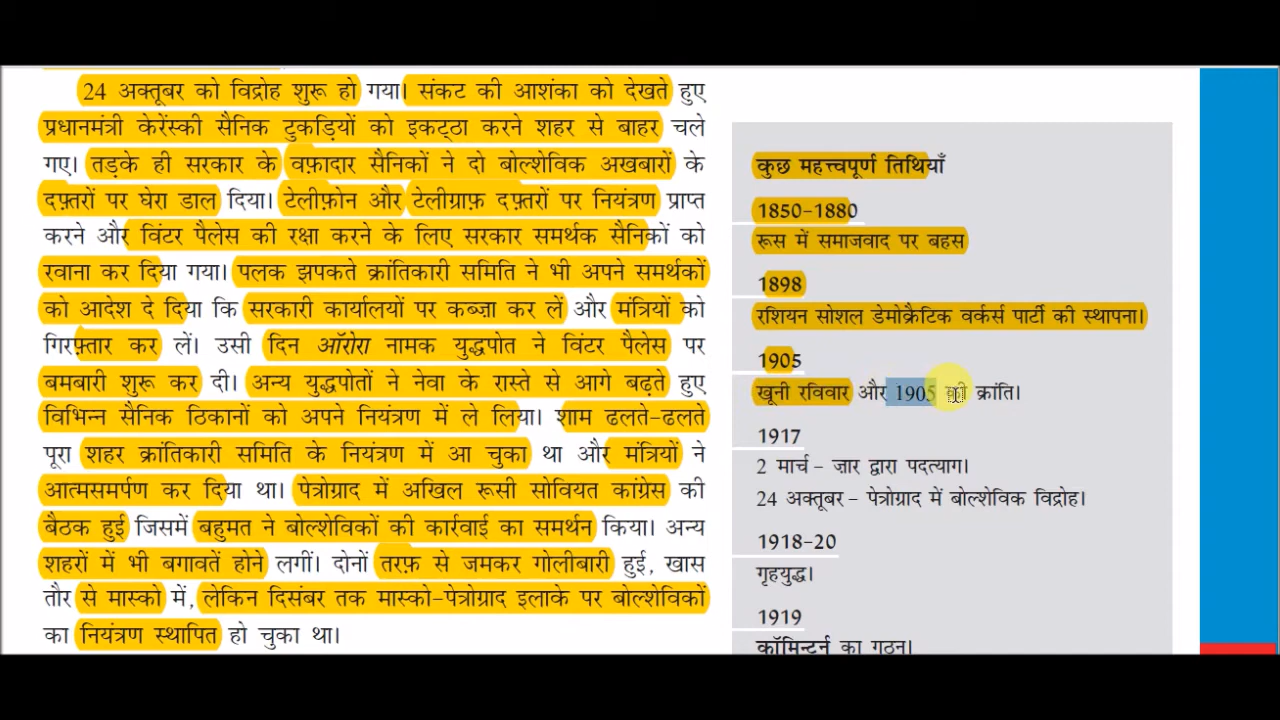 24 अक्तूबर को विद्रोह शुरू हो गया। संकट की आशंका को देखते हुए
प्रधानमंत्री केरेंस्की सैनिक टुकड़ियों को इकट्ठा करने शहर से बाहर चले
गए। तड़के ही सरकार के वफ़ादार सैनिकों ने दो बोल्शेविक अखबारों के
दफ़्तरों पर घेरा डाल दिया। टेलीफ़ोन और टेलीग्राफ़ दफ़्तरों पर नियंत्रण प्राप्त
करने और विंटर पैलेस की रक्षा करने के लिए सरकार समर्थक सैनिकों को
रवाना कर दिया गया। पलक झपकते क्रांतिकारी समिति ने भी अपने समर्थकों
को आदेश दे दिया कि सरकारी कार्यालयों पर कब्ज़ा कर लें और मंत्रियों को
गिरफ़्तार कर लें। उसी दिन ऑरोरा नामक युद्धपोत ने विंटर पैलेस पर
बमबारी शुरू कर दी। अन्य युद्धपोतों ने नेवा के रास्ते से आगे बढ़ते हुए
विभिन्न सैनिक ठिकानों को अपने नियंत्रण में ले लिया। शाम ढलते-ढलते
पूरा शहर क्रांतिकारी समिति के नियंत्रण में आ चुका था और मंत्रियों ने
आत्मसमर्पण कर दिया था। पेत्रोग्राद में अखिल रूसी सोवियत कांग्रेस की
बैठक हुई जिसमें बहुमत ने बोल्शेविकों की कार्रवाई का समर्थन किया। अन्य
शहरों में भी बगावतें होने लगीं। दोनों तरफ़ से जमकर गोलीबारी हुई, खास
तौर से मास्को में, लेकिन दिसंबर तक मास्को-पेत्रोग्राद इलाके पर बोल्शेविकों
का नियंत्रण स्थापित हो चुका था।
कुछ महत्त्वपूर्ण तिथियाँ
1850-1880
रूस में समाजवाद पर बहस
1898
रशियन सोशल डेमोक्रैटिक वर्कर्स पार्टी की स्थापना।
1905
खूनी रविवार और 1905 की क्रांति।
1917
2 मार्च - ज़ार द्वारा पदत्याग।
24 अक्तूबर - पेत्रोग्राद में बोल्शेविक विद्रोह।
1918-20
गृहयुद्ध।
1919
कॉमिन्टर्न का गठन।